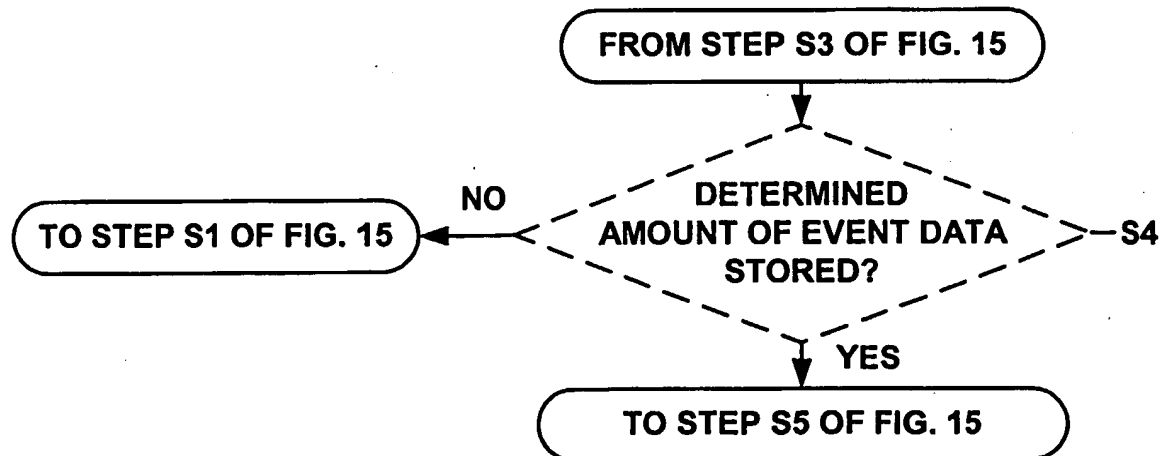 FROM STEP S3 OF FIG. 15
DETERMINED
AMOUNT OF EVENT DATA
STORED?
S4
NO
TO STEP S1 OF FIG. 15
YES
TO STEP S5 OF FIG. 15